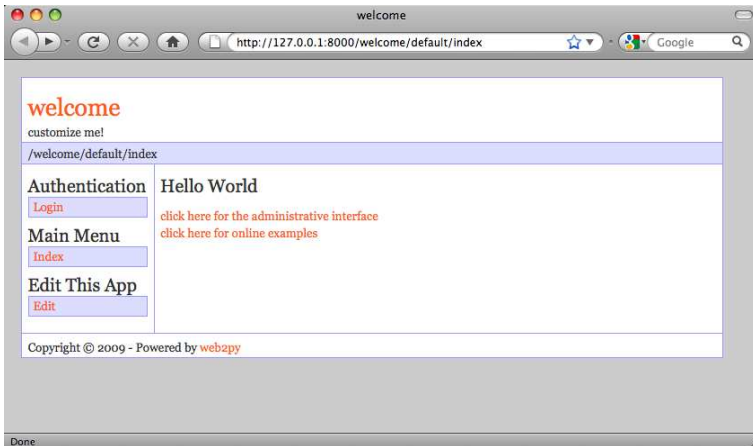 welcome
http://127.0.0.1:8000/welcome/default/index
Google
welcome
customize me!
/welcome/default/index
Authentication
Login
Main Menu
Index
Edit This App
Edit
Hello World
click here for the administrative interface
click here for online examples
Copyright © 2009 - Powered by web2py
Done